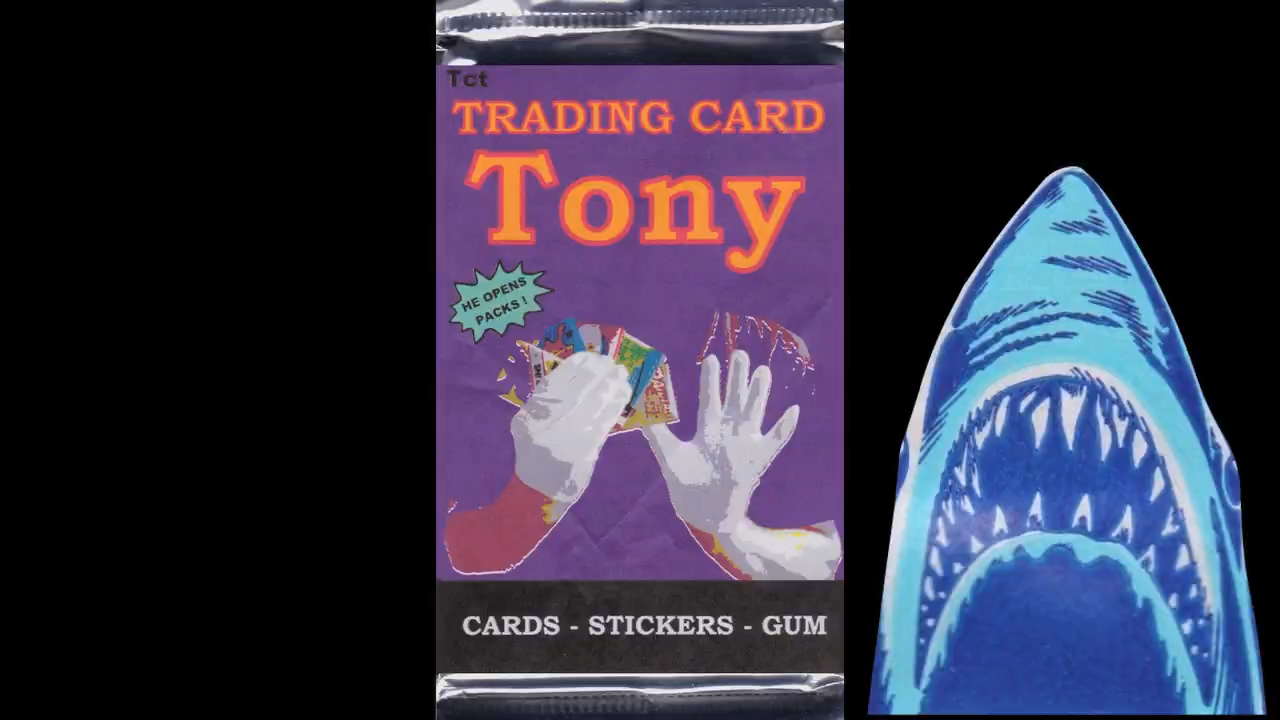 Tct
TRADING CARD
Tony
HE OPENS
PACKS!
CARDS - STICKERS - GUM